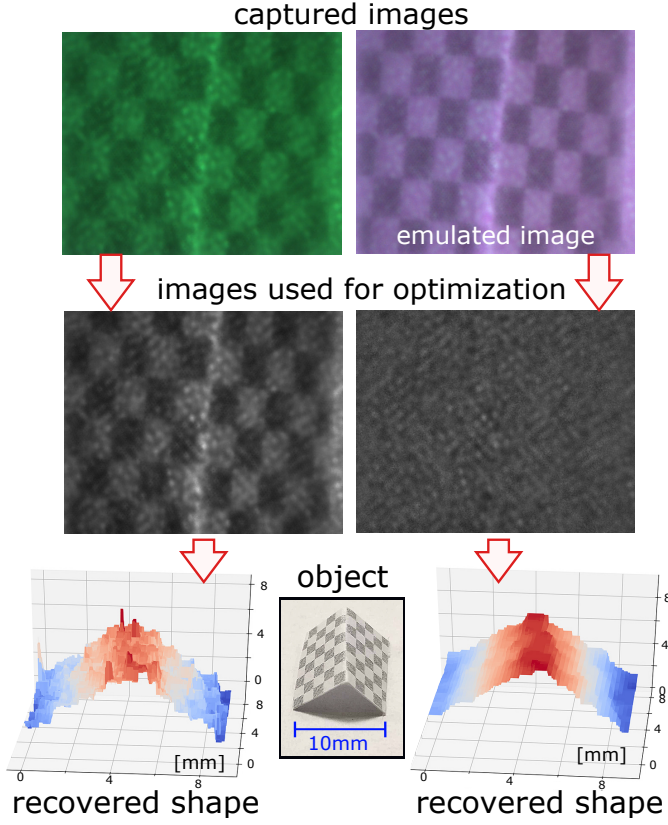 captured images
emulated image
images used for optimization
object
8
4
0
8
4
0
[mm]
0
4
8
10mm
8
4
0
8
4
0
[mm]
0
4
8
recovered shape
recovered shape